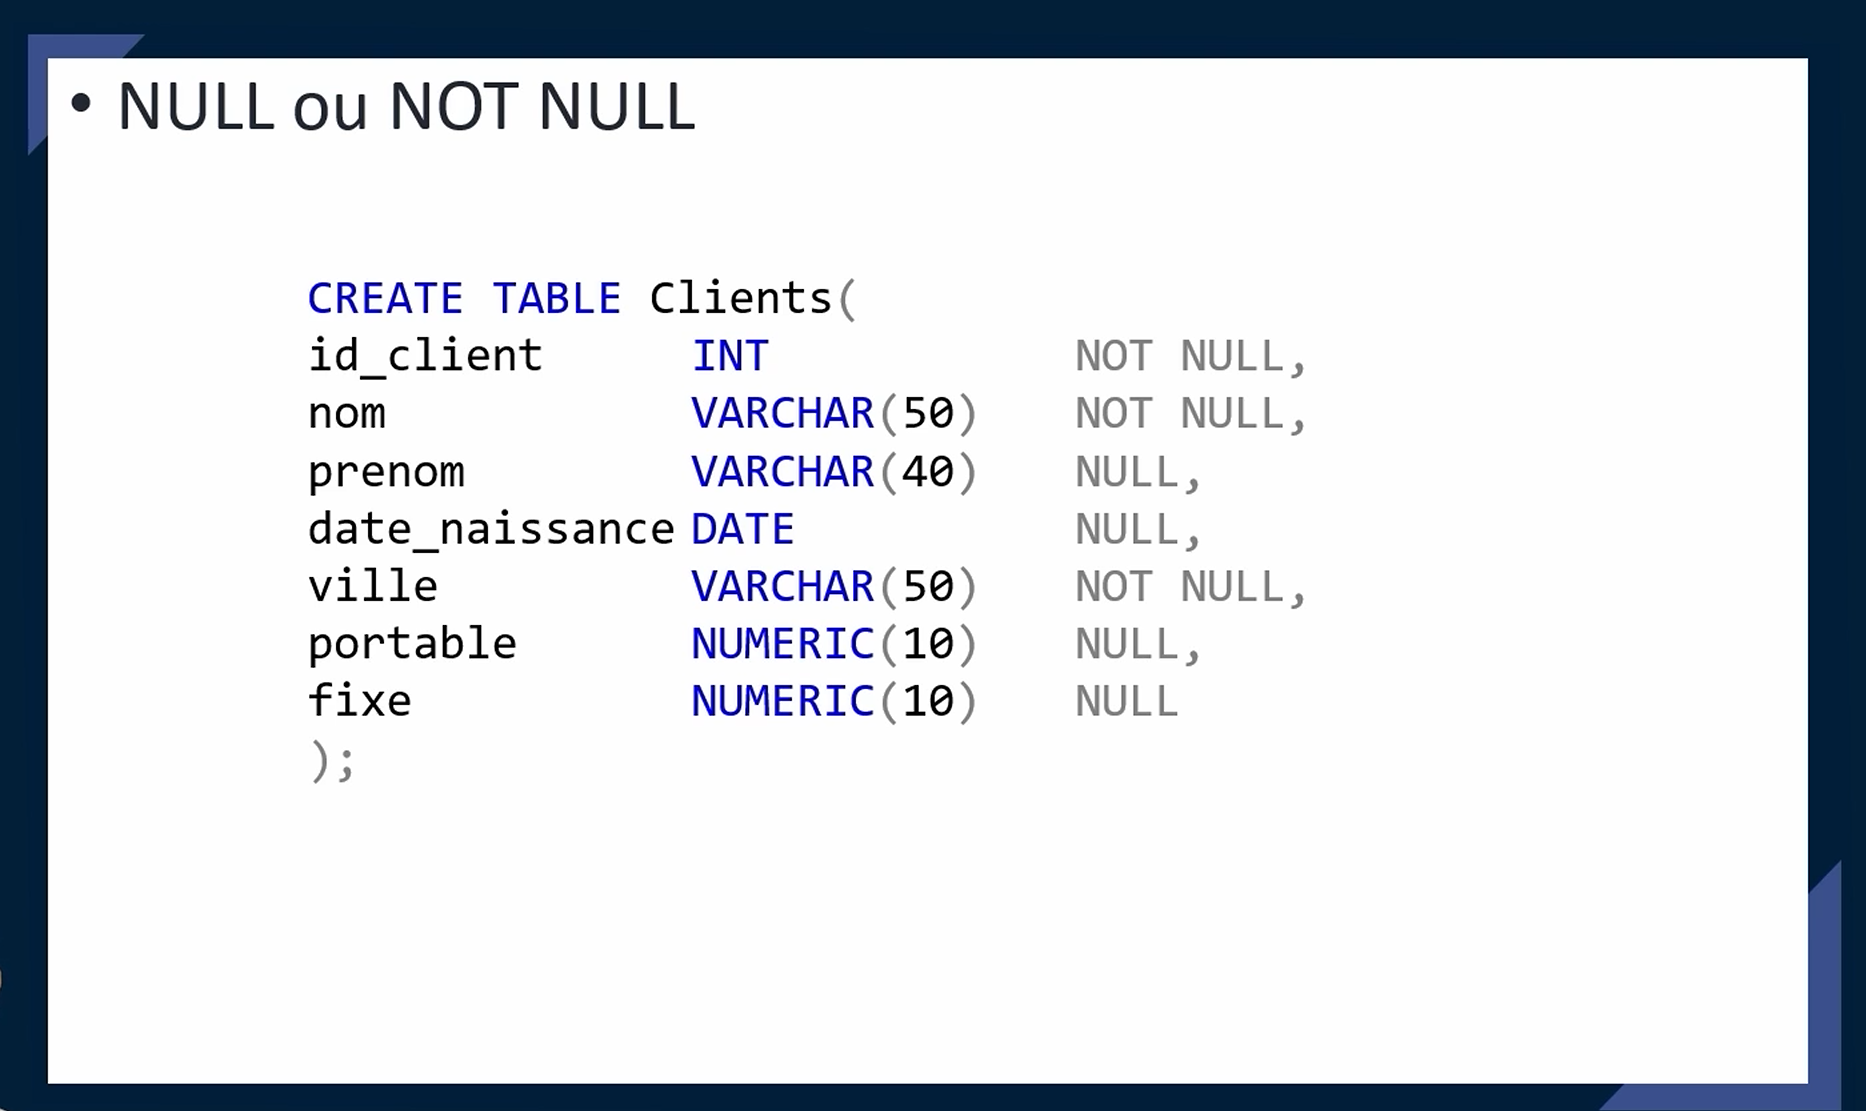 • NULL ou NOT NULL
CREATE TABLE Clients(
id_client INT NOT NULL,
nom VARCHAR(50) NOT NULL,
prenom VARCHAR(40) NULL,
date_naissance DATE NULL,
ville VARCHAR(50) NOT NULL,
portable NUMERIC(10) NULL,
fixe NUMERIC(10) NULL
);